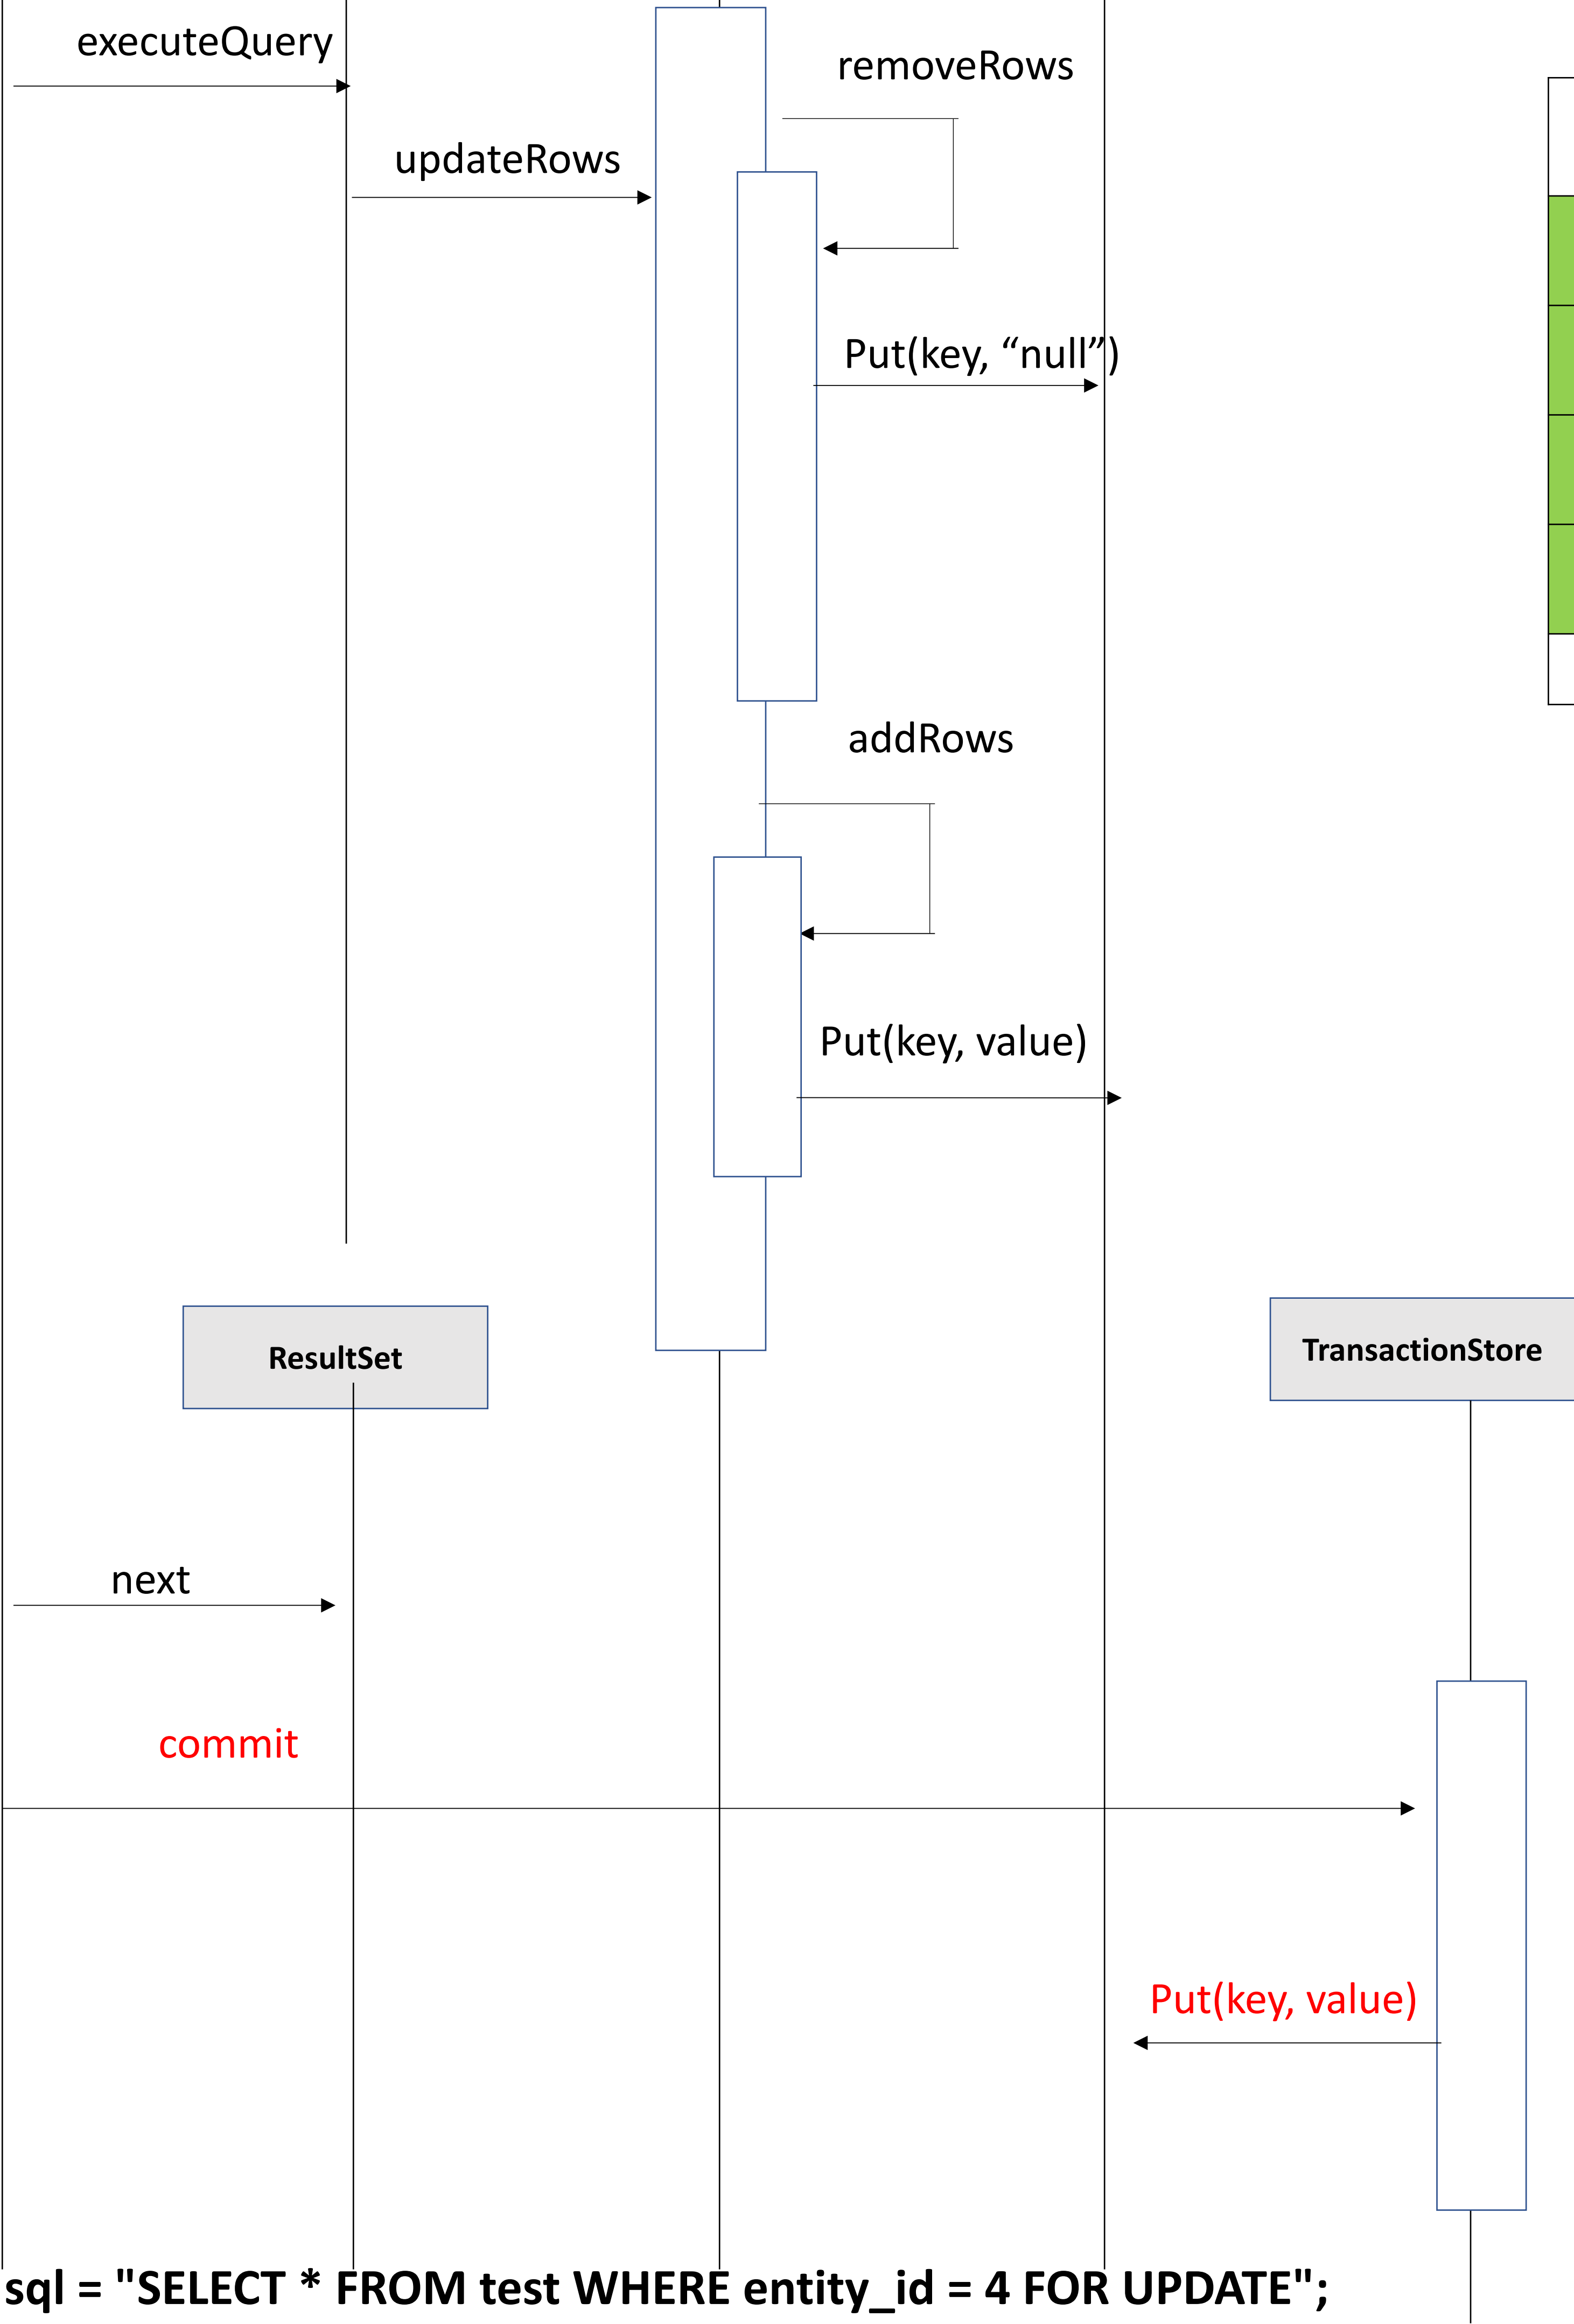 executeQuery
removeRows
updateRows
Put(key, “null”)
addRows
Put(key, value)
ResultSet
TransactionStore
next
commit
Put(key, value)
sql = "SELECT * FROM test WHERE entity_id = 4 FOR UPDATE";